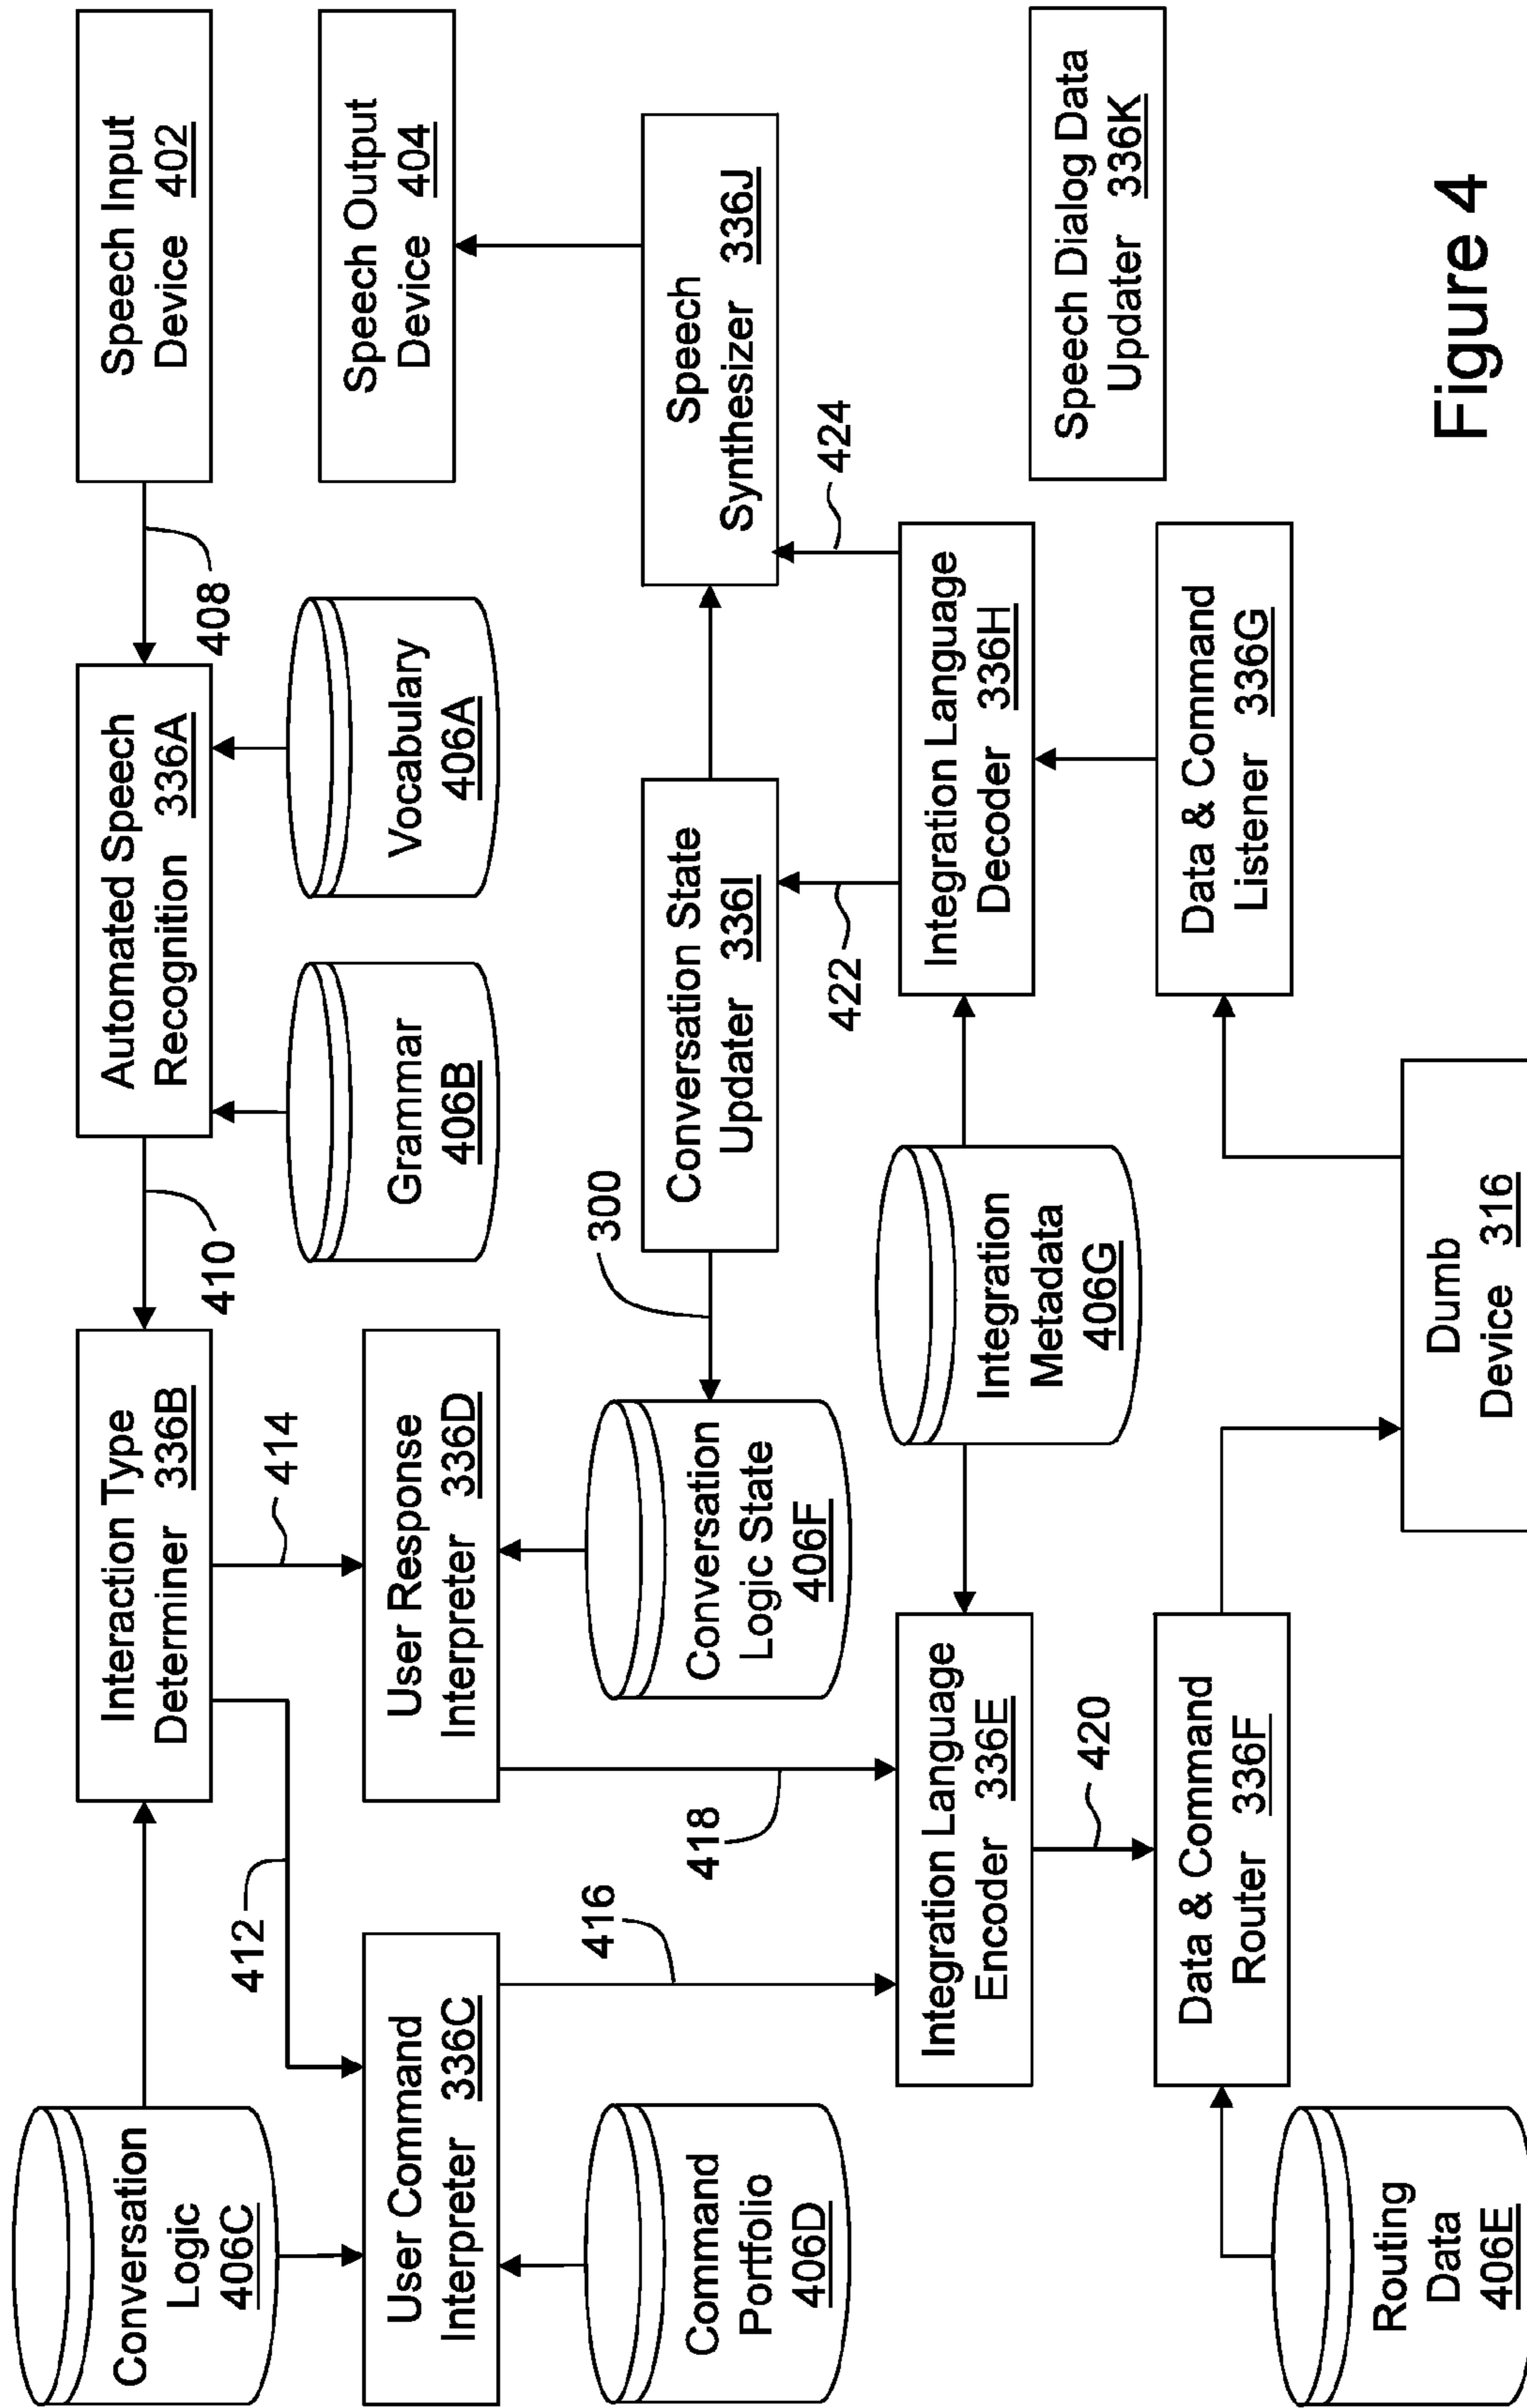 Conversation
Logic
406C
Interaction Type
Determiner 336B
410
Automated Speech
Recognition 336A
408
Speech Input
Device 402
412
414
Grammar
406B
Vocabulary
406A
User Command
Interpreter 336C
User Response
Interpreter 336D
Speech Output
Device 404
Command
Portfolio
406D
416
418
Conversation
Logic State
406F
300
Conversation State
Updater 336I
Speech
Synthesizer 336J
422
424
Integration Language
Encoder 336E
Integration
Metadata
406G
Integration Language
Decoder 336H
Speech Dialog Data
Updater 336K
420
Routing
Data
406E
Data & Command
Router 336F
Data & Command
Listener 336G
Dumb
Device 316
Figure 4